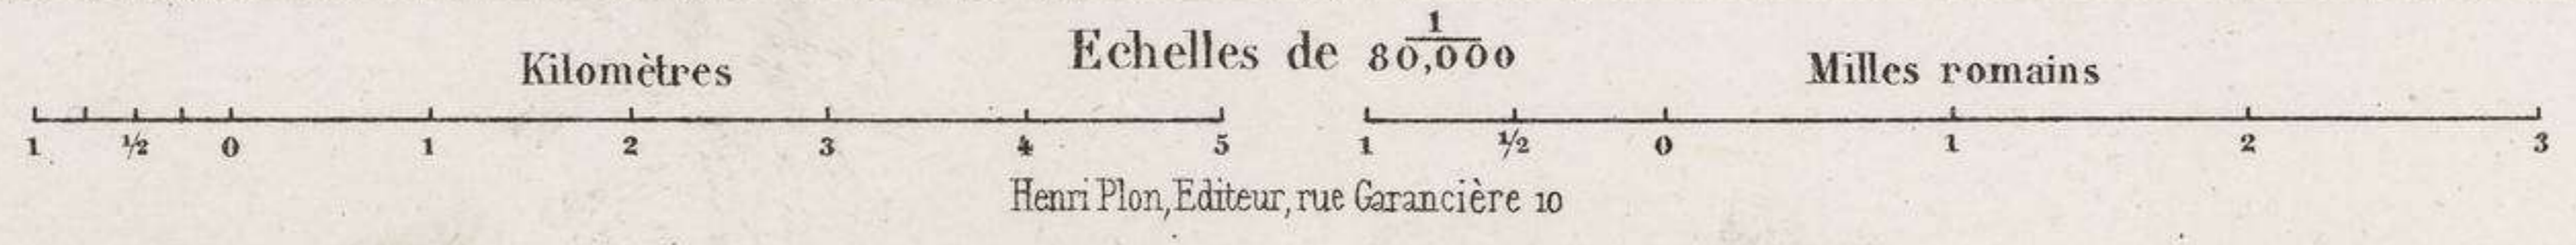 Echelles de 1/80,000
Kilomètres
1 ½ 0 1 2 3 4 5
Milles romains
1 ½ 0 1 2 3
Henri Plon, Editeur, rue Garancière 10